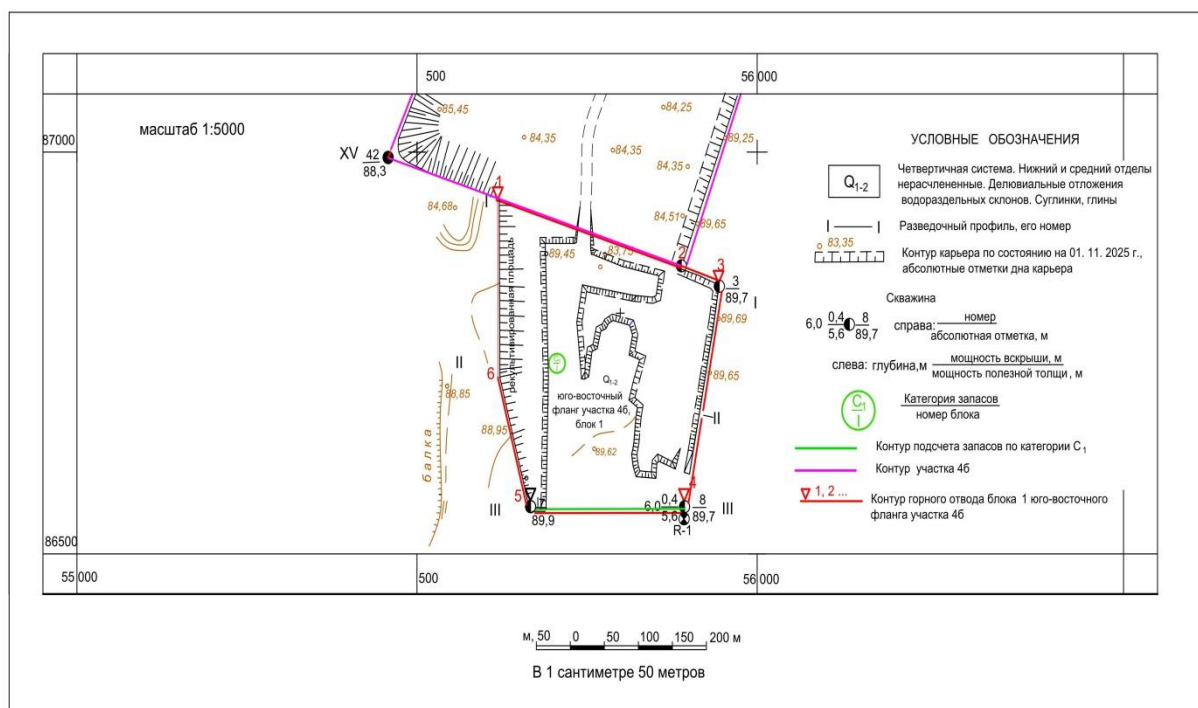 500
56 000
87000
масштаб 1:5000
XV 42
88,3
85,45
84,25
84,35
84,35
89,25
84,68
1
I
84,51
89,65
89,45
83,75
2
3
3
89,7
I
89,69
рекультивированная площадь
II
6
88,85
Q1-2
юго-восточный
фланг участка 4б,
блок 1
89,65
II
88,95
89,62
балка
III
5
89,9
4
6,0 0,4 8
5,6 89,7
III
R-1
86500
55 000
500
56 000
УСЛОВНЫЕ ОБОЗНАЧЕНИЯ
Q1-2
Четвертичная система. Нижний и средний отделы
нерасчлененные. Делювиальные отложения
водораздельных склонов. Суглинки, глины
I I
Разведочный профиль, его номер
83,35
Контур карьера по состоянию на 01. 11. 2025 г.,
абсолютные отметки дна карьера
Скважина
6,0 0,4 8
5,6 89,7
справа: номер
абсолютная отметка, м
слева: глубина,м мощность вскрыши, м
мощность полезной толщи, м
C1
I
Категория запасов
номер блока
Контур подсчета запасов по категории C1
Контур участка 4б
1, 2 ...
Контур горного отвода блока 1 юго-восточного
фланга участка 4б
м, 50 0 50 100 150 200 м
В 1 сантиметре 50 метров